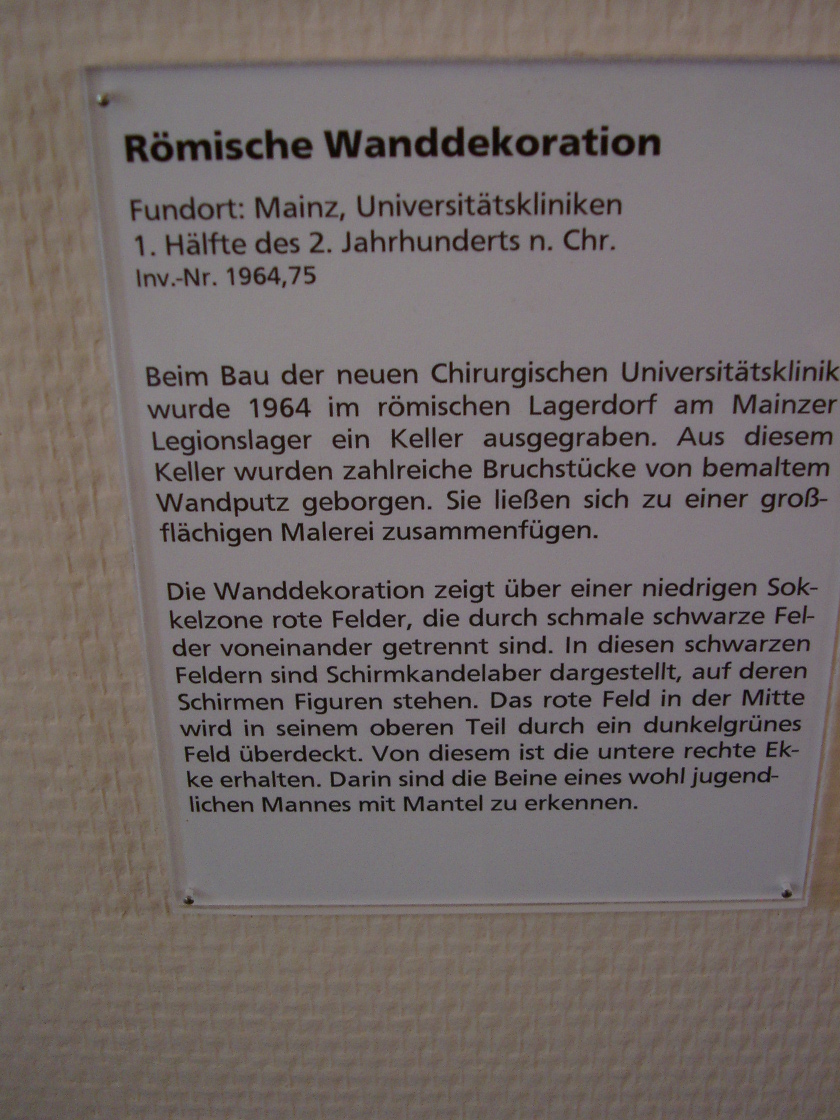 Römische Wanddekoration
Fundort: Mainz, Universitätskliniken
1. Hälfte des 2. Jahrhunderts n. Chr.
Inv.-Nr. 1964,75
Beim Bau der neuen Chirurgischen Universitätsklinik
wurde 1964 im römischen Lagerdorf am Mainzer
Legionslager ein Keller ausgegraben. Aus diesem
Keller wurden zahlreiche Bruchstücke von bemaltem
Wandputz geborgen. Sie ließen sich zu einer groß-
flächigen Malerei zusammenfügen.
Die Wanddekoration zeigt über einer niedrigen Sok-
kelzone rote Felder, die durch schmale schwarze Fel-
der voneinander getrennt sind. In diesen schwarzen
Feldern sind Schirmkandelaber dargestellt, auf deren
Schirmen Figuren stehen. Das rote Feld in der Mitte
wird in seinem oberen Teil durch ein dunkelgrünes
Feld überdeckt. Von diesem ist die untere rechte Ek-
ke erhalten. Darin sind die Beine eines wohl jugend-
lichen Mannes mit Mantel zu erkennen.